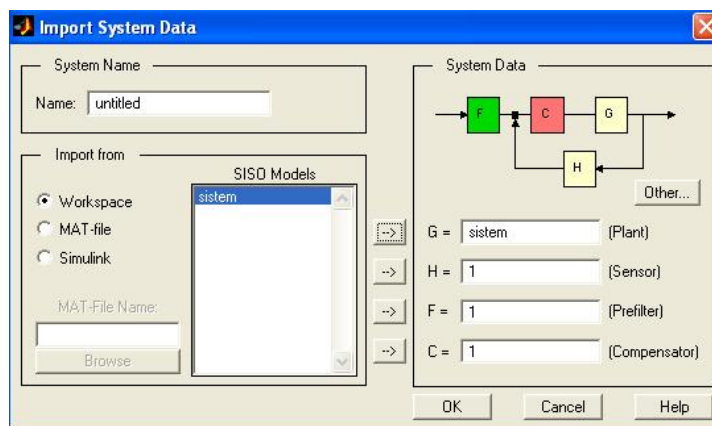 Import System Data
System Name
Name: untitled
Import from
SISO Models
Workspace
MAT-file
Simulink
sistem
MAT-File Name:
Browse
System Data
F
C
G
H
Other...
--> G = sistem (Plant)
--> H = 1 (Sensor)
--> F = 1 (Prefilter)
--> C = 1 (Compensator)
OK Cancel Help